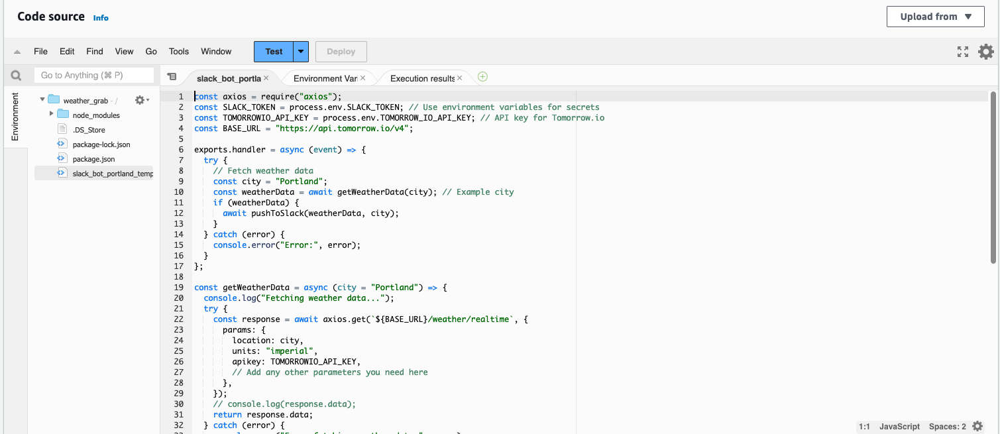 Code source Info
Upload from
File Edit Find View Go Tools Window Test Deploy
Go to Anything (⌘ P)
slack_bot_portla × Environment Vari × Execution results ×
Environment
weather_grab - /
node_modules
.DS_Store
package-lock.json
package.json
slack_bot_portland_temp
1 const axios = require("axios");
2 const SLACK_TOKEN = process.env.SLACK_TOKEN; // Use environment variables for secrets
3 const TOMORROWIO_API_KEY = process.env.TOMORROW_IO_API_KEY; // API key for Tomorrow.io
4 const BASE_URL = "https://api.tomorrow.io/v4";
5
6 exports.handler = async (event) => {
7 try {
8 // Fetch weather data
9 const city = "Portland";
10 const weatherData = await getWeatherData(city); // Example city
11 if (weatherData) {
12 await pushToSlack(weatherData, city);
13 }
14 } catch (error) {
15 console.error("Error:", error);
16 }
17 };
18
19 const getWeatherData = async (city = "Portland") => {
20 console.log("Fetching weather data...");
21 try {
22 const response = await axios.get(`${BASE_URL}/weather/realtime`, {
23 params: {
24 location: city,
25 units: "imperial",
26 apikey: TOMORROWIO_API_KEY,
27 // Add any other parameters you need here
28 },
29 });
30 // console.log(response.data);
31 return response.data;
32 } catch (error) {
1:1 JavaScript Spaces: 2